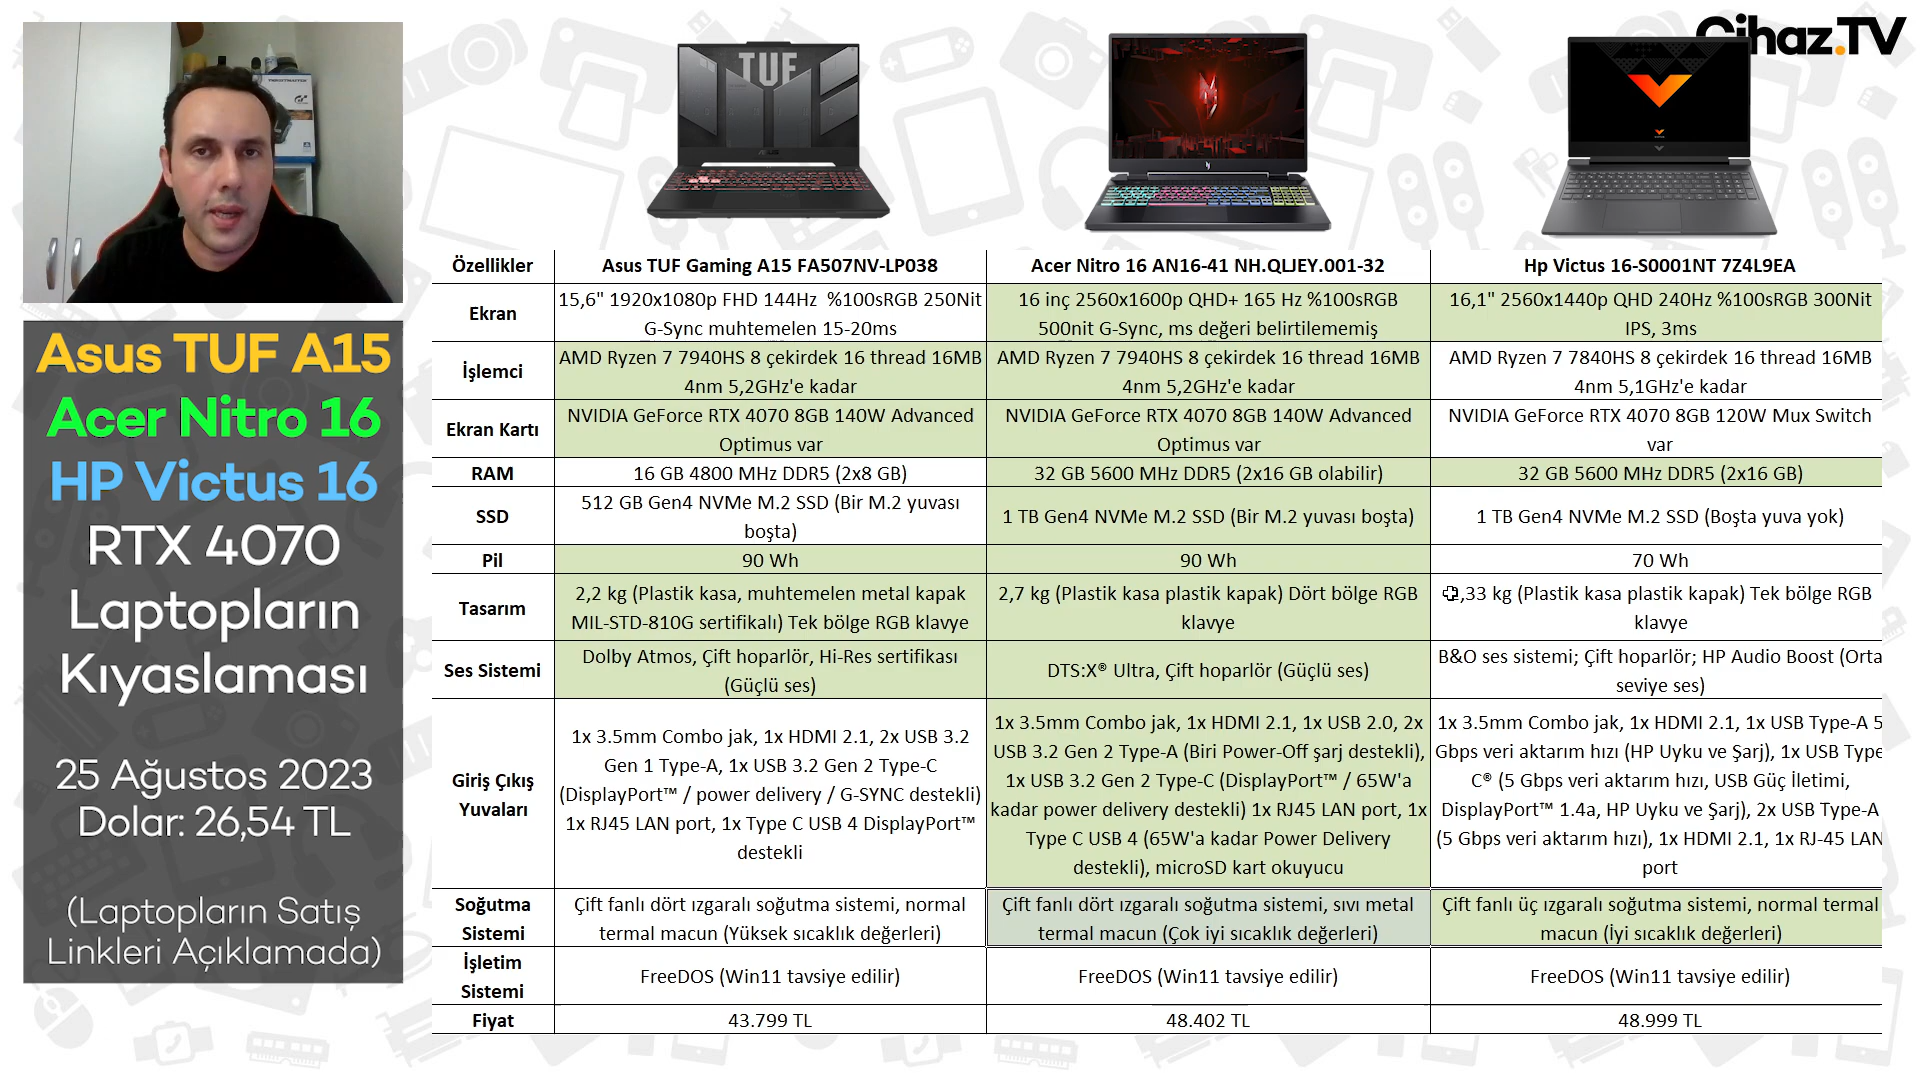 Cihaz.TV
THRUSTMASTER
TUF
Asus TUF A15
Acer Nitro 16
HP Victus 16
RTX 4070
Laptopların
Kıyaslaması
25 Ağustos 2023
Dolar: 26,54 TL
(Laptopların Satış
Linkleri Açıklamada)
Özellikler
Asus TUF Gaming A15 FA507NV-LP038
Acer Nitro 16 AN16-41 NH.QLJEY.001-32
Hp Victus 16-S0001NT 7Z4L9EA
Ekran
15,6" 1920x1080p FHD 144Hz %100sRGB 250Nit
G-Sync muhtemelen 15-20ms
16 inç 2560x1600p QHD+ 165 Hz %100sRGB
500nit G-Sync, ms değeri belirtilememiş
16,1" 2560x1440p QHD 240Hz %100sRGB 300Nit
IPS, 3ms
İşlemci
AMD Ryzen 7 7940HS 8 çekirdek 16 thread 16MB
4nm 5,2GHz'e kadar
AMD Ryzen 7 7940HS 8 çekirdek 16 thread 16MB
4nm 5,2GHz'e kadar
AMD Ryzen 7 7840HS 8 çekirdek 16 thread 16MB
4nm 5,1GHz'e kadar
Ekran Kartı
NVIDIA GeForce RTX 4070 8GB 140W Advanced
Optimus var
NVIDIA GeForce RTX 4070 8GB 140W Advanced
Optimus var
NVIDIA GeForce RTX 4070 8GB 120W Mux Switch
var
RAM
16 GB 4800 MHz DDR5 (2x8 GB)
32 GB 5600 MHz DDR5 (2x16 GB olabilir)
32 GB 5600 MHz DDR5 (2x16 GB)
SSD
512 GB Gen4 NVMe M.2 SSD (Bir M.2 yuvası
boşta)
1 TB Gen4 NVMe M.2 SSD (Bir M.2 yuvası boşta)
1 TB Gen4 NVMe M.2 SSD (Boşta yuva yok)
Pil
90 Wh
90 Wh
70 Wh
Tasarım
2,2 kg (Plastik kasa, muhtemelen metal kapak
MIL-STD-810G sertifikalı) Tek bölge RGB klavye
2,7 kg (Plastik kasa plastik kapak) Dört bölge RGB
klavye
,33 kg (Plastik kasa plastik kapak) Tek bölge RGB
klavye
Ses Sistemi
Dolby Atmos, Çift hoparlör, Hi-Res sertifikası
(Güçlü ses)
DTS:X® Ultra, Çift hoparlör (Güçlü ses)
B&O ses sistemi; Çift hoparlör; HP Audio Boost (Orta
seviye ses)
Giriş Çıkış
Yuvaları
1x 3.5mm Combo jak, 1x HDMI 2.1, 2x USB 3.2
Gen 1 Type-A, 1x USB 3.2 Gen 2 Type-C
(DisplayPort™ / power delivery / G-SYNC destekli)
1x RJ45 LAN port, 1x Type C USB 4 DisplayPort™
destekli
1x 3.5mm Combo jak, 1x HDMI 2.1, 1x USB 2.0, 2x
USB 3.2 Gen 2 Type-A (Biri Power-Off şarj destekli),
1x USB 3.2 Gen 2 Type-C (DisplayPort™ / 65W'a
kadar power delivery destekli) 1x RJ45 LAN port, 1x
Type C USB 4 (65W'a kadar Power Delivery
destekli), microSD kart okuyucu
1x 3.5mm Combo jak, 1x HDMI 2.1, 1x USB Type-A 5
Gbps veri aktarım hızı (HP Uyku ve Şarj), 1x USB Type
C® (5 Gbps veri aktarım hızı, USB Güç İletimi,
DisplayPort™ 1.4a, HP Uyku ve Şarj), 2x USB Type-A
(5 Gbps veri aktarım hızı), 1x HDMI 2.1, 1x RJ-45 LAN
port
Soğutma
Sistemi
Çift fanlı dört ızgaralı soğutma sistemi, normal
termal macun (Yüksek sıcaklık değerleri)
Çift fanlı dört ızgaralı soğutma sistemi, sıvı metal
termal macun (Çok iyi sıcaklık değerleri)
Çift fanlı üç ızgaralı soğutma sistemi, normal termal
macun (İyi sıcaklık değerleri)
İşletim
Sistemi
FreeDOS (Win11 tavsiye edilir)
FreeDOS (Win11 tavsiye edilir)
FreeDOS (Win11 tavsiye edilir)
Fiyat
43.799 TL
48.402 TL
48.999 TL